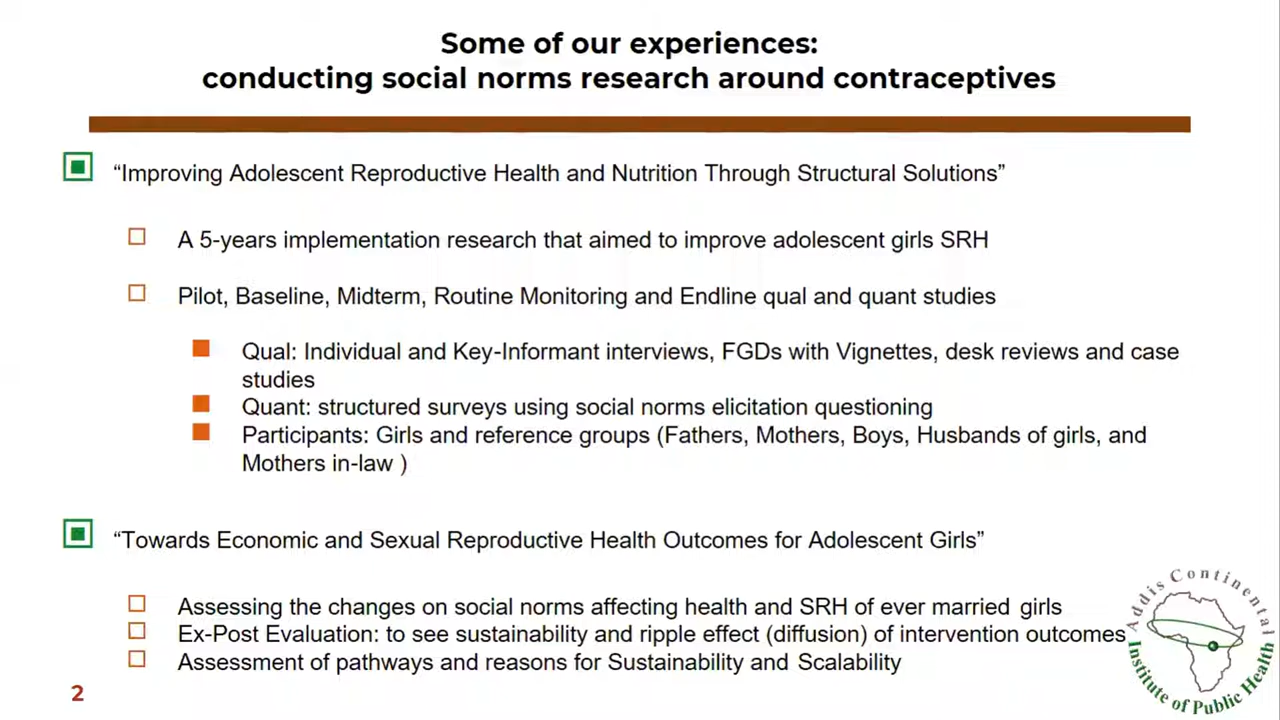 Some of our experiences:
conducting social norms research around contraceptives
“Improving Adolescent Reproductive Health and Nutrition Through Structural Solutions”
A 5-years implementation research that aimed to improve adolescent girls SRH
Pilot, Baseline, Midterm, Routine Monitoring and Endline qual and quant studies
Qual: Individual and Key-Informant interviews, FGDs with Vignettes, desk reviews and case
studies
Quant: structured surveys using social norms elicitation questioning
Participants: Girls and reference groups (Fathers, Mothers, Boys, Husbands of girls, and
Mothers in-law )
“Towards Economic and Sexual Reproductive Health Outcomes for Adolescent Girls”
Assessing the changes on social norms affecting health and SRH of ever married girls
Ex-Post Evaluation: to see sustainability and ripple effect (diffusion) of intervention outcomes
Assessment of pathways and reasons for Sustainability and Scalability
Addis Continental
Institute of Public Health
2